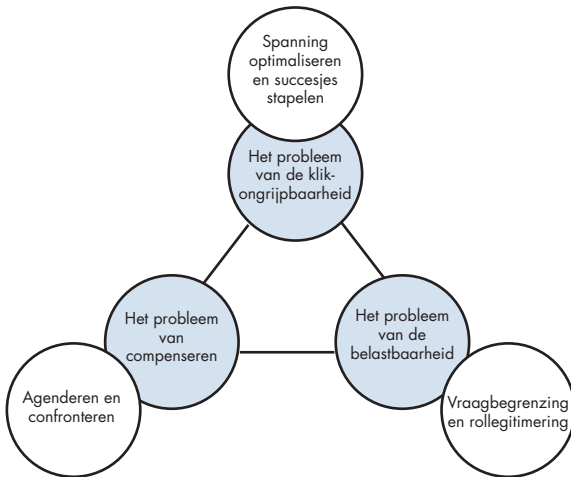 Spanning
optimaliseren
en succesjes
stapelen
Het probleem
van de klik-
ongrijpbaarheid
Het probleem
van
compenseren
Het probleem
van de
belastbaarheid
Agenderen en
confronteren
Vraagbegrenzing
en rollegitimering